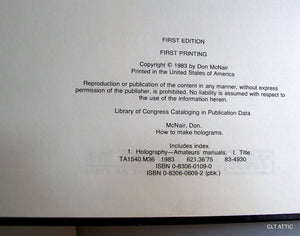 FIRST EDITION
FIRST PRINTING
Copyright © 1983 by Don McNair
Printed in the United States of America
Reproduction or publication of the content in any manner, without express
permission of the publisher, is prohibited. No liability is assumed with respect to
the use of the information herein.
Library of Congress Cataloging in Publication Data
McNair, Don.
How to make holograms.
Includes index.
1. Holography—Amateurs' manuals. I. Title.
TA1540.M36 1983 621.36'75 83-4930
ISBN 0-8306-0109-0
ISBN 0-8306-0609-2 (pbk.)
CLT ATTIC